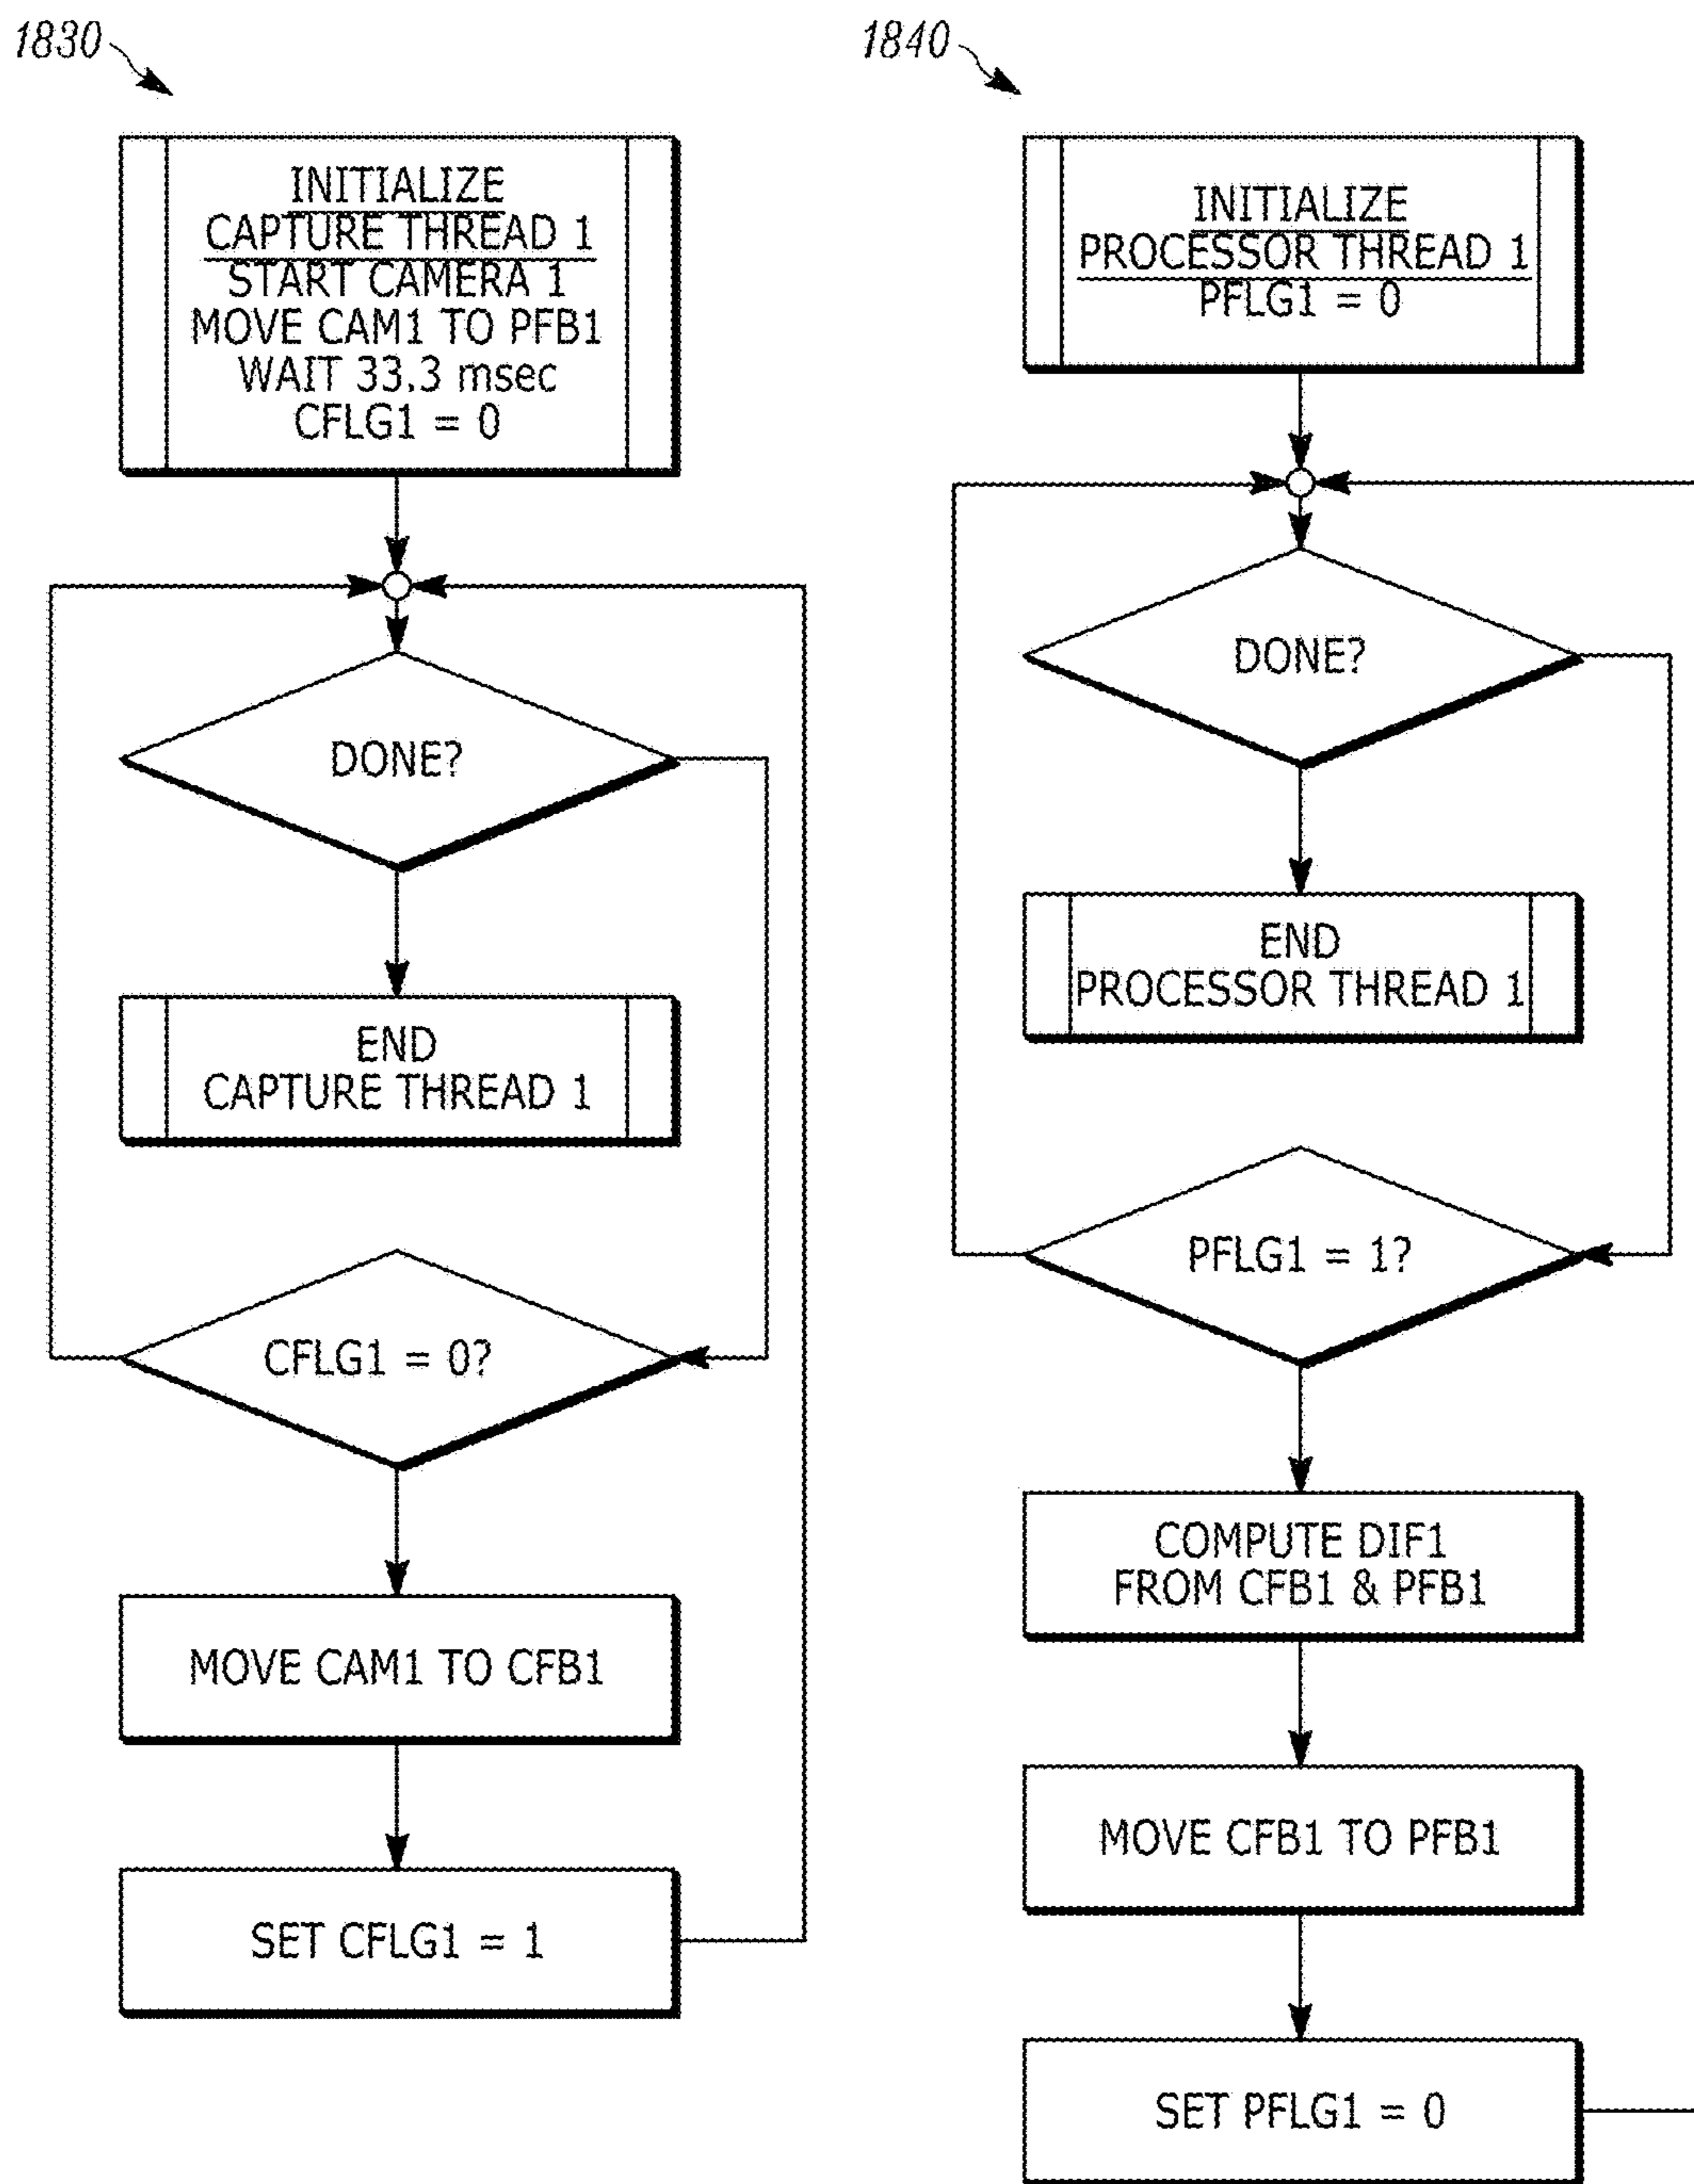 1830
INITIALIZE
CAPTURE THREAD 1
START CAMERA 1
MOVE CAM1 TO PFB1
WAIT 33.3 msec
CFLG1 = 0
DONE?
END
CAPTURE THREAD 1
CFLG1 = 0?
MOVE CAM1 TO CFB1
SET CFLG1 = 1
1840
INITIALIZE
PROCESSOR THREAD 1
PFLG1 = 0
DONE?
END
PROCESSOR THREAD 1
PFLG1 = 1?
COMPUTE DIF1
FROM CFB1 & PFB1
MOVE CFB1 TO PFB1
SET PFLG1 = 0